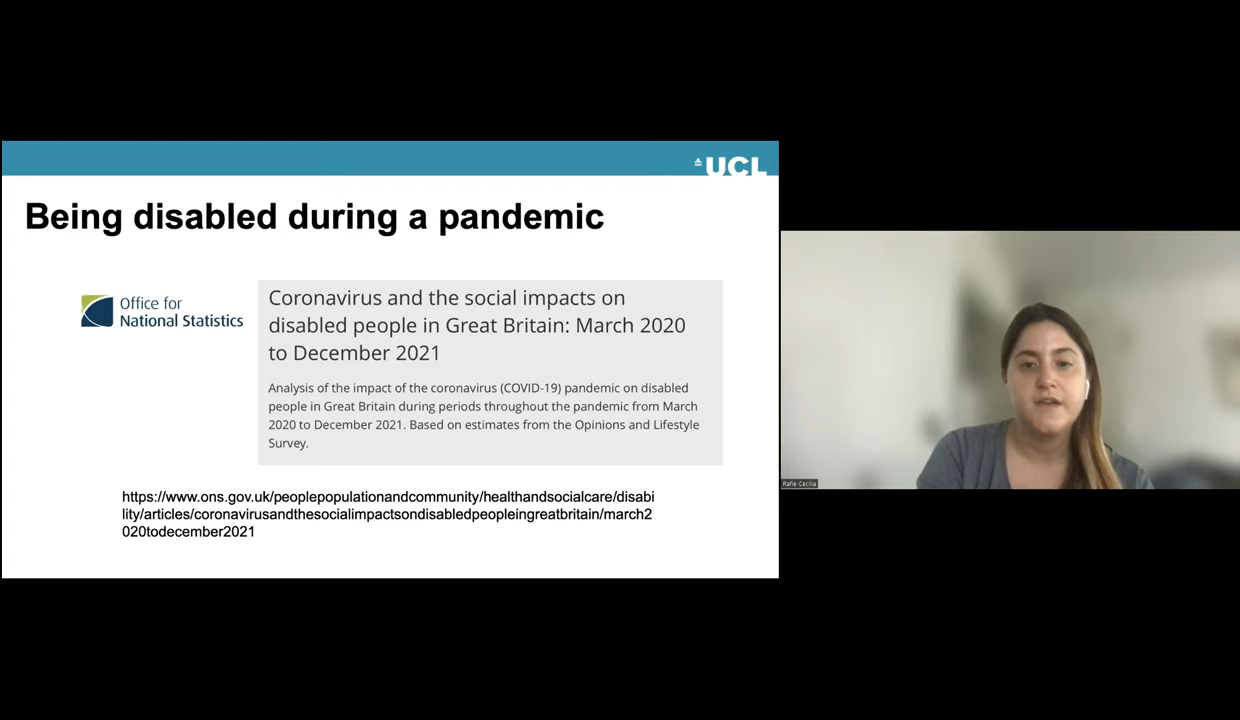 UCL
Being disabled during a pandemic
Office for
National Statistics
Coronavirus and the social impacts on
disabled people in Great Britain: March 2020
to December 2021
Analysis of the impact of the coronavirus (COVID-19) pandemic on disabled
people in Great Britain during periods throughout the pandemic from March
2020 to December 2021. Based on estimates from the Opinions and Lifestyle
Survey.
https://www.ons.gov.uk/peoplepopulationandcommunity/healthandsocialcare/disabi
lity/articles/coronavirusandthesocialimpactsondisabledpeopleingreatbritain/march2
020todecember2021
Rafie Cecilia